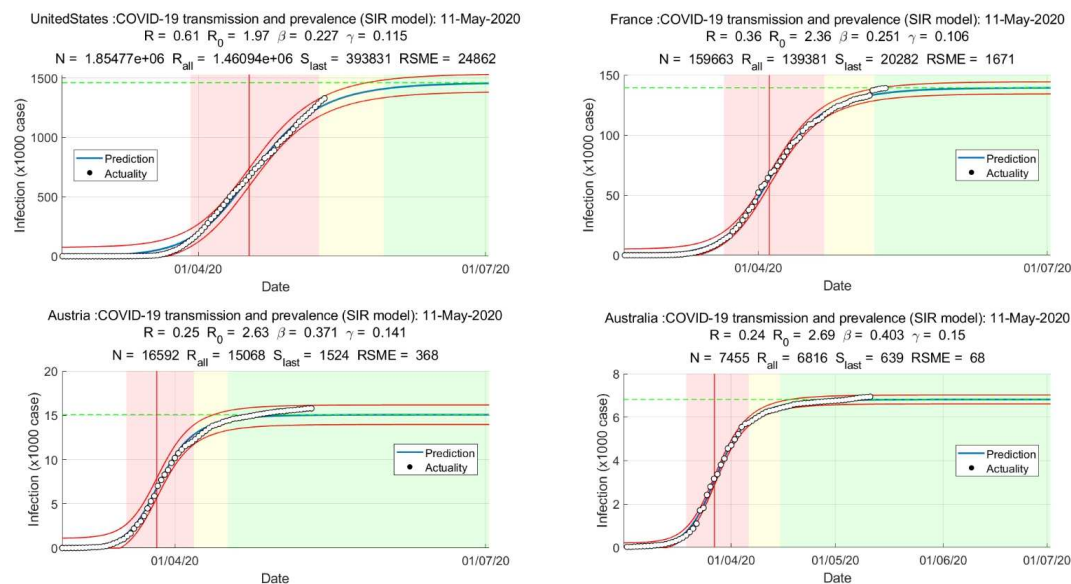 UnitedStates :COVID-19 transmission and prevalence (SIR model): 11-May-2020
R = 0.61 R0 = 1.97 β = 0.227 γ = 0.115
N = 1.85477e+06 Rall = 1.46094e+06 Slast = 393831 RSME = 24862
Infection (x1000 case)
1500
1000
500
0
Prediction
Actuality
01/04/20
01/07/20
Date
France :COVID-19 transmission and prevalence (SIR model): 11-May-2020
R = 0.36 R0 = 2.36 β = 0.251 γ = 0.106
N = 159663 Rall = 139381 Slast = 20282 RSME = 1671
Infection (x1000 case)
150
100
50
0
Prediction
Actuality
01/04/20
01/07/20
Date
Austria :COVID-19 transmission and prevalence (SIR model): 11-May-2020
R = 0.25 R0 = 2.63 β = 0.371 γ = 0.141
N = 16592 Rall = 15068 Slast = 1524 RSME = 368
Infection (x1000 case)
20
15
10
5
0
Prediction
Actuality
01/04/20
01/07/20
Date
Australia :COVID-19 transmission and prevalence (SIR model): 11-May-2020
R = 0.24 R0 = 2.69 β = 0.403 γ = 0.15
N = 7455 Rall = 6816 Slast = 639 RSME = 68
Infection (x1000 case)
8
6
4
2
0
Prediction
Actuality
01/04/20
01/05/20
01/06/20
01/07/20
Date